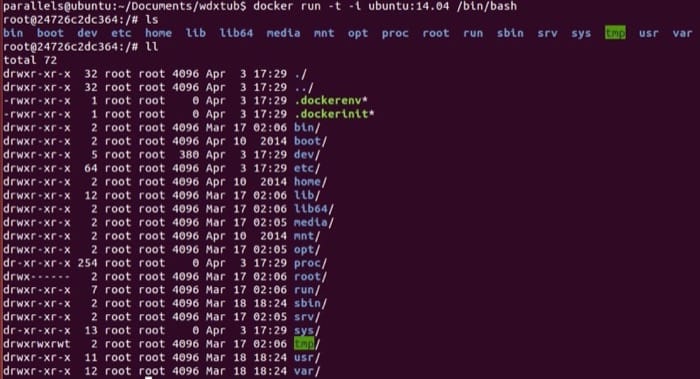 parallels@ubuntu:~/Documents/wdxtub$ docker run -t -i ubuntu:14.04 /bin/bash
root@24726c2dc364:/# ls
bin boot dev etc home lib lib64 media mnt opt proc root run sbin srv sys tmp usr var
root@24726c2dc364:/# ll
total 72
drwxr-xr-x 32 root root 4096 Apr 3 17:29 ./
drwxr-xr-x 32 root root 4096 Apr 3 17:29 ../
-rwxr-xr-x 1 root root 0 Apr 3 17:29 .dockerenv*
-rwxr-xr-x 1 root root 0 Apr 3 17:29 .dockerinit*
drwxr-xr-x 2 root root 4096 Mar 17 02:06 bin/
drwxr-xr-x 2 root root 4096 Apr 10 2014 boot/
drwxr-xr-x 5 root root 380 Apr 3 17:29 dev/
drwxr-xr-x 64 root root 4096 Apr 3 17:29 etc/
drwxr-xr-x 2 root root 4096 Apr 10 2014 home/
drwxr-xr-x 12 root root 4096 Mar 17 02:06 lib/
drwxr-xr-x 2 root root 4096 Mar 17 02:06 lib64/
drwxr-xr-x 2 root root 4096 Mar 17 02:05 media/
drwxr-xr-x 2 root root 4096 Apr 10 2014 mnt/
drwxr-xr-x 2 root root 4096 Mar 17 02:05 opt/
dr-xr-xr-x 254 root root 0 Apr 3 17:29 proc/
drwx------ 2 root root 4096 Mar 17 02:06 root/
drwxr-xr-x 7 root root 4096 Mar 17 02:06 run/
drwxr-xr-x 2 root root 4096 Mar 18 18:24 sbin/
drwxr-xr-x 2 root root 4096 Mar 17 02:05 srv/
dr-xr-xr-x 13 root root 0 Apr 3 17:29 sys/
drwxrwxrwt 2 root root 4096 Mar 17 02:06 tmp/
drwxr-xr-x 11 root root 4096 Mar 18 18:24 usr/
drwxr-xr-x 12 root root 4096 Mar 18 18:24 var/